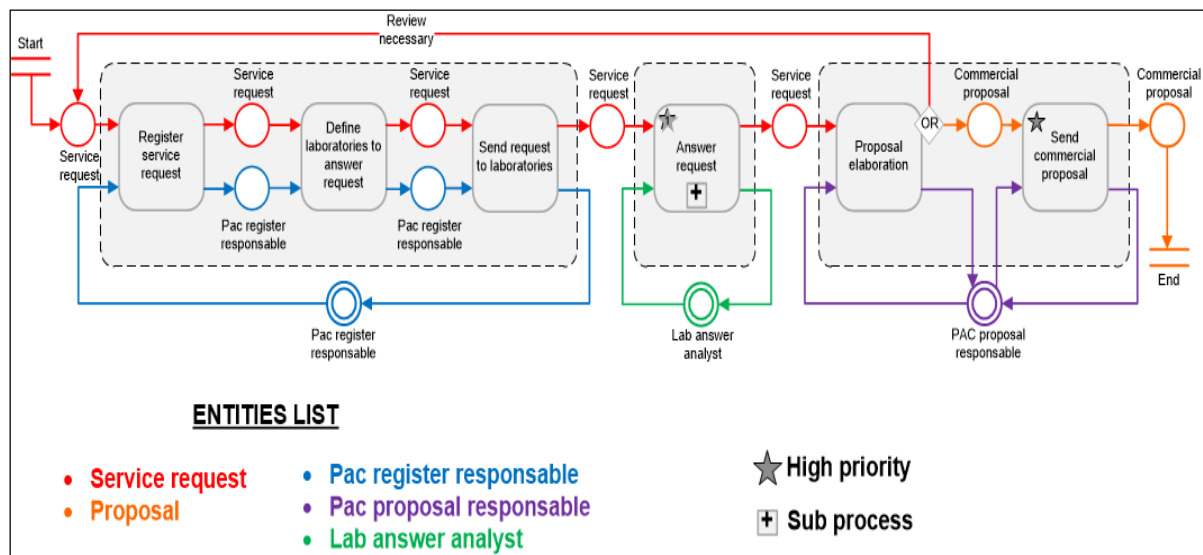 Review
necessary
Start
Service
request
Service
request
Service
request
Service
request
Commercial
proposal
Commercial
proposal
Service
request
Register
service
request
Define
laboratories to
answer
request
Send request
to laboratories
Answer
request
Proposal
elaboration
OR
Send
commercial
proposal
Pac register
responsable
Pac register
responsable
End
Pac register
responsable
Lab answer
analyst
PAC proposal
responsable
ENTITIES LIST
• Service request
• Proposal
• Pac register responsable
• Pac proposal responsable
• Lab answer analyst
High priority
Sub process